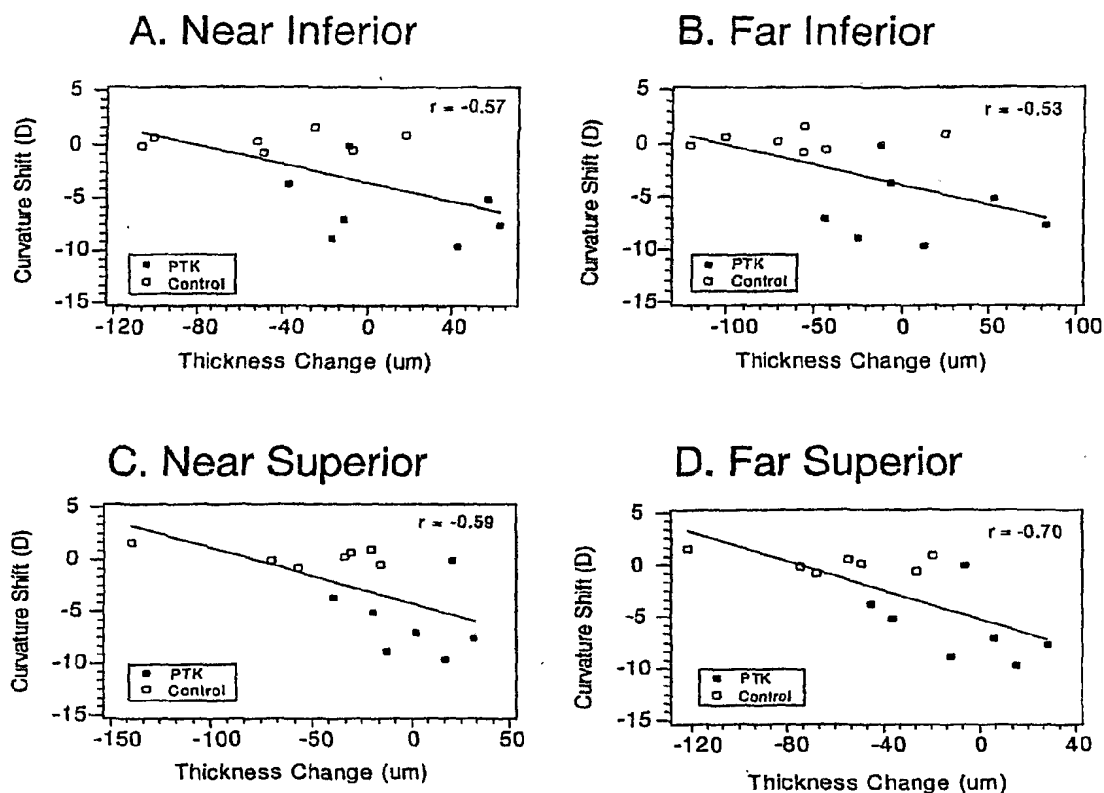 A. Near Inferior
r = -0.57
5
0
-5
-10
-15
Curvature Shift (D)
PTK
Control
-120 -80 -40 0 40
Thickness Change (um)
B. Far Inferior
r = -0.53
5
0
-5
-10
-15
Curvature Shift (D)
PTK
Control
-100 -50 0 50 100
Thickness Change (um)
C. Near Superior
r = -0.59
5
0
-5
-10
-15
Curvature Shift (D)
PTK
Control
-150 -100 -50 0 50
Thickness Change (um)
D. Far Superior
r = -0.70
5
0
-5
-10
-15
Curvature Shift (D)
PTK
Control
-120 -80 -40 0 40
Thickness Change (um)